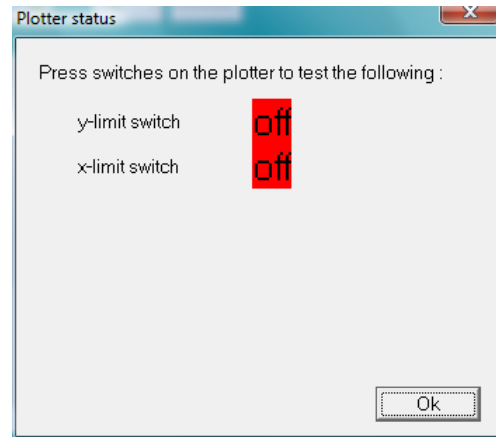 Plotter status
Press switches on the plotter to test the following :
y-limit switch off
x-limit switch off
Ok